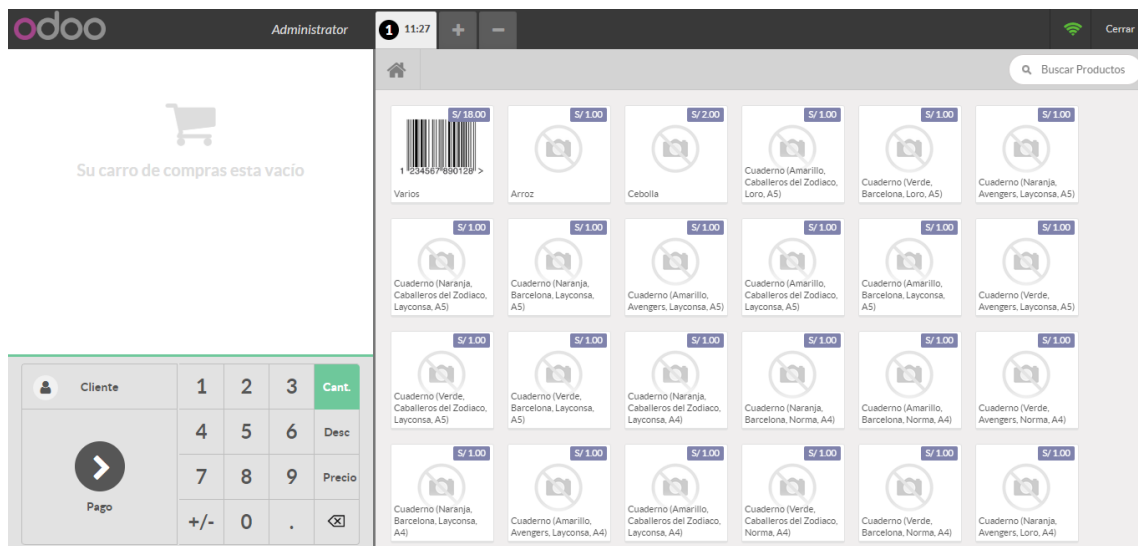 odoo
Administrator
1 11:27
Cerrar
Buscar Productos
Su carro de compras esta vacío
S/ 18.00
1 234567 890128 >
Varios
S/ 1.00
Arroz
S/ 2.00
Cebolla
S/ 1.00
Cuaderno (Amarillo,
Caballeros del Zodiaco,
Loro, A5)
S/ 1.00
Cuaderno (Verde,
Barcelona, Loro, A5)
S/ 1.00
Cuaderno (Naranja,
Avengers, Layconsa, A5)
S/ 1.00
Cuaderno (Naranja,
Caballeros del Zodiaco,
Layconsa, A5)
S/ 1.00
Cuaderno (Naranja,
Barcelona, Layconsa,
A5)
S/ 1.00
Cuaderno (Amarillo,
Avengers, Layconsa, A5)
S/ 1.00
Cuaderno (Amarillo,
Caballeros del Zodiaco,
Layconsa, A5)
S/ 1.00
Cuaderno (Amarillo,
Barcelona, Layconsa,
A5)
S/ 1.00
Cuaderno (Verde,
Avengers, Layconsa, A5)
S/ 1.00
Cuaderno (Verde,
Caballeros del Zodiaco,
Layconsa, A5)
S/ 1.00
Cuaderno (Verde,
Barcelona, Layconsa,
A5)
S/ 1.00
Cuaderno (Naranja,
Caballeros del Zodiaco,
Layconsa, A4)
S/ 1.00
Cuaderno (Naranja,
Barcelona, Norma, A4)
S/ 1.00
Cuaderno (Amarillo,
Barcelona, Norma, A4)
S/ 1.00
Cuaderno (Verde,
Avengers, Norma, A4)
S/ 1.00
Cuaderno (Naranja,
Barcelona, Layconsa,
A4)
S/ 1.00
Cuaderno (Amarillo,
Avengers, Layconsa, A4)
S/ 1.00
Cuaderno (Amarillo,
Caballeros del Zodiaco,
Layconsa, A4)
S/ 1.00
Cuaderno (Verde,
Caballeros del Zodiaco,
Norma, A4)
S/ 1.00
Cuaderno (Verde,
Barcelona, Norma, A4)
S/ 1.00
Cuaderno (Naranja,
Avengers, Loro, A4)
Cliente
Pago
1 2 3 Cant.
4 5 6 Desc
7 8 9 Precio
+/- 0 .